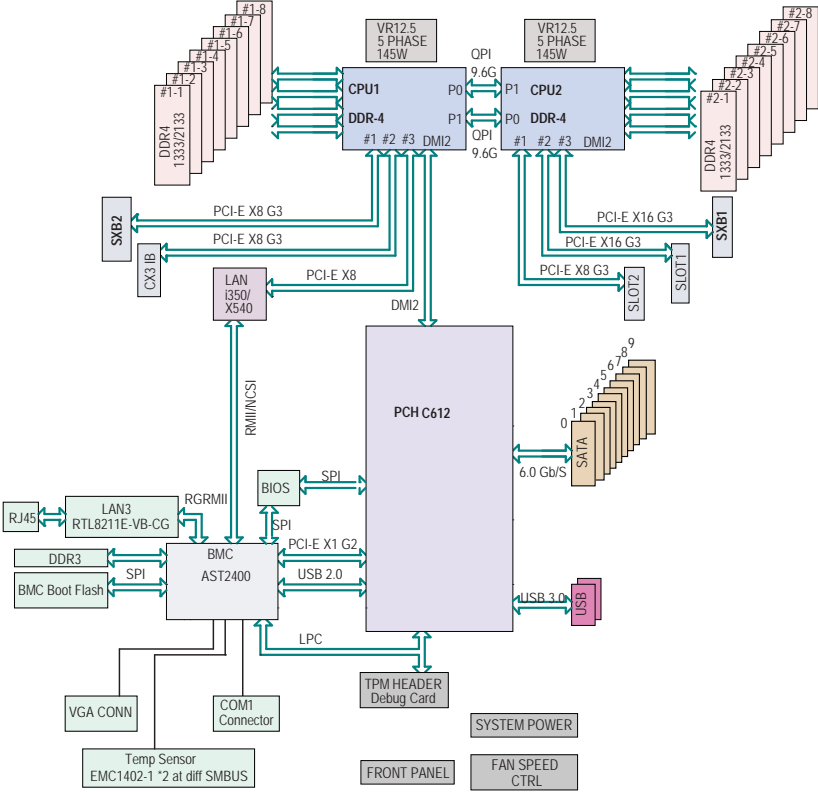 VR12.5
5 PHASE
145W
VR12.5
5 PHASE
145W
#1-8
#1-7
#1-6
#1-5
#1-4
#1-3
#1-2
#1-1
DDR4
1333/2133
#2-8
#2-7
#2-6
#2-5
#2-4
#2-3
#2-2
#2-1
DDR4
1333/2133
QPI
9.6G
CPU1
P0
P1
CPU2
DDR-4
P1
P0
DDR-4
#1 #2 #3 DMI2
QPI
9.6G
#1 #2 #3 DMI2
SXB2
PCI-E X8 G3
PCI-E X16 G3
SXB1
CX3 IB
PCI-E X8 G3
PCI-E X16 G3
SLOT1
LAN
i350/
X540
PCI-E X8
PCI-E X8 G3
SLOT2
DMI2
PCH C612
RMII/NCSI
0
1
2
3
4
5
6
7
8
9
SATA
6.0 Gb/S
BIOS
SPI
SPI
RJ45
LAN3
RTL8211E-VB-CG
RGRMII
DDR3
BMC
AST2400
PCI-E X1 G2
BMC Boot Flash
SPI
USB 2.0
USB 3.0
USB
LPC
TPM HEADER
Debug Card
VGA CONN
COM1
Connector
SYSTEM POWER
Temp Sensor
EMC1402-1 *2 at diff SMBUS
FRONT PANEL
FAN SPEED
CTRL